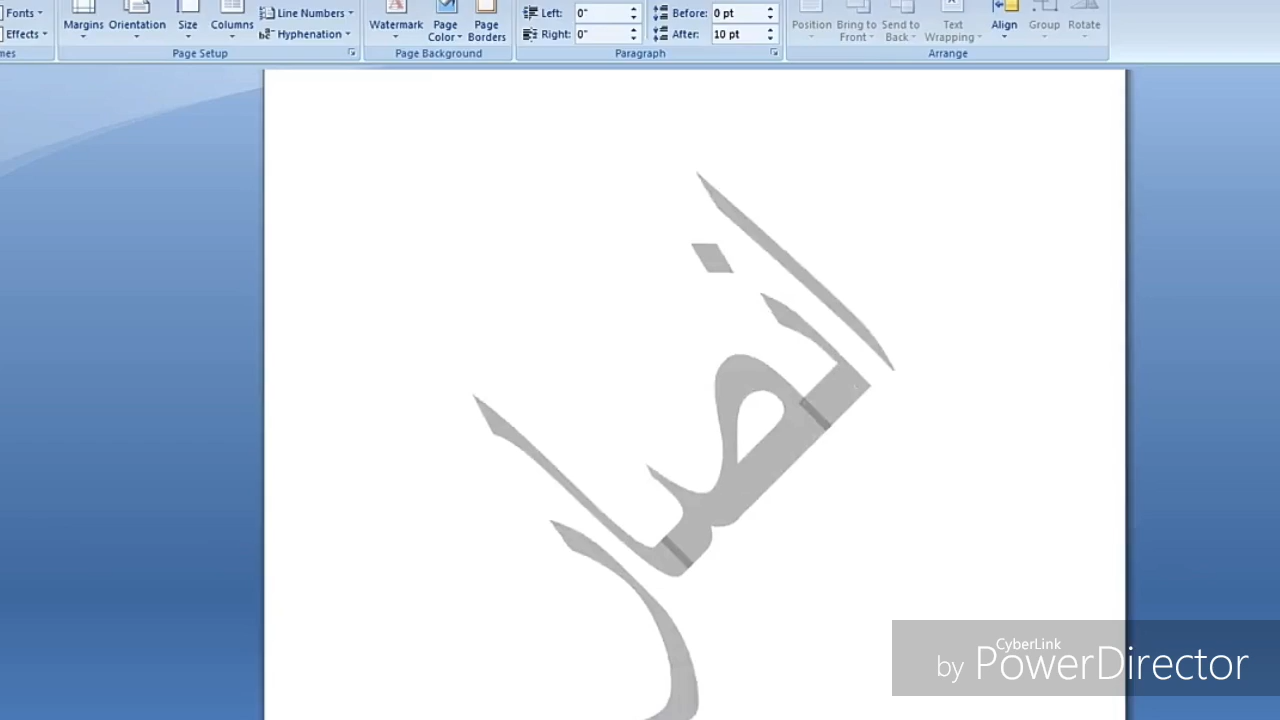 Fonts
Effects
mes
Margins Orientation Size Columns
Line Numbers
Hyphenation
Page Setup
Watermark Page Color Page Borders
Page Background
Left: 0"
Right: 0"
Before: 0 pt
After: 10 pt
Paragraph
Position Bring to Front Send to Back Text Wrapping Align Group Rotate
Arrange
انصار
CyberLink
by PowerDirector